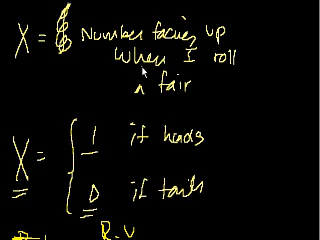 X = Number facing up
when I roll
a fair
X = { 1 if heads
0 if tails
R.V